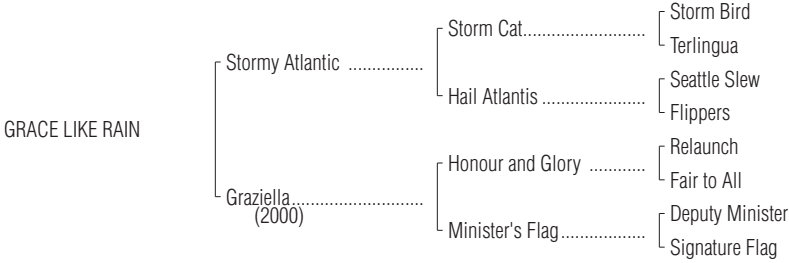 Storm Bird
Storm Cat..........................
Terlingua
Stormy Atlantic ................
Seattle Slew
Hail Atlantis ......................
Flippers
GRACE LIKE RAIN
Relaunch
Honour and Glory ............
Fair to All
Graziella............................
(2000)
Deputy Minister
Minister's Flag..................
Signature Flag